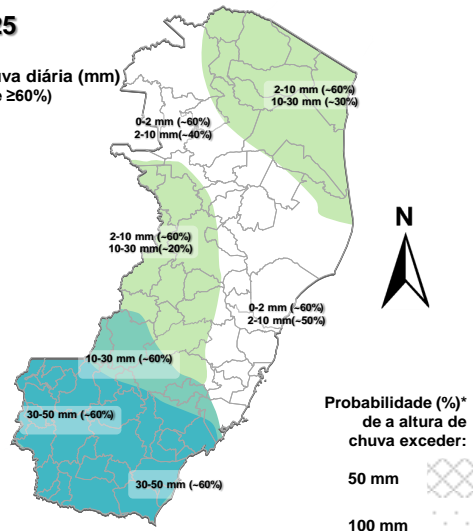 25
uva diária (mm)
e ≥60%)
2-10 mm (~60%)
10-30 mm(~30%)
0-2 mm (~60%)
2-10 mm(~40%)
N
2-10 mm (~60%)
10-30 mm(~20%)
0-2 mm (~60%)
2-10 mm(~50%)
10-30 mm (~60%)
30-50 mm (~60%)
30-50 mm (~60%)
Probabilidade (%)*
de a altura de
chuva exceder:
50 mm
100 mm